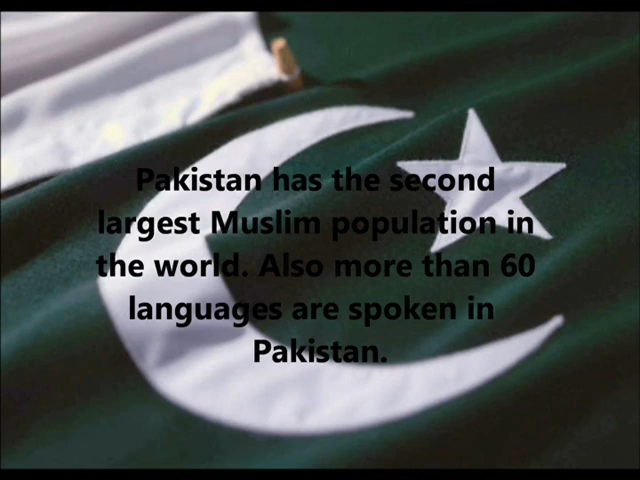 Pakistan has the second
largest Muslim population in
the world. Also more than 60
languages are spoken in
Pakistan.